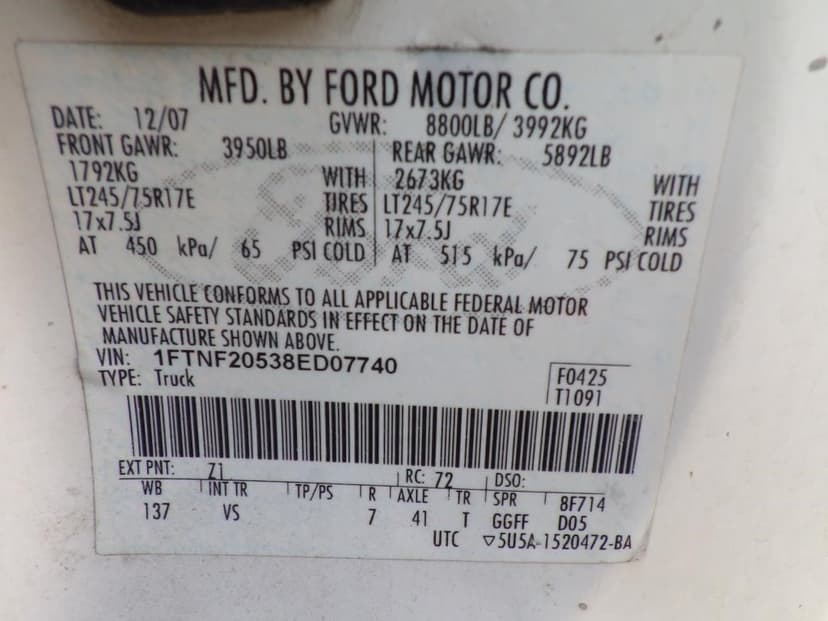 MFD. BY FORD MOTOR CO.
DATE: 12/07 GVWR: 8800LB/ 3992KG
FRONT GAWR: 3950LB REAR GAWR: 5892LB
1792KG WITH 2673KG WITH
LT245/75R17E TIRES LT245/75R17E TIRES
17x7.5J RIMS 17x7.5J RIMS
AT 450 kPa/ 65 PSI COLD AT 515 kPa/ 75 PSI COLD
THIS VEHICLE CONFORMS TO ALL APPLICABLE FEDERAL MOTOR
VEHICLE SAFETY STANDARDS IN EFFECT ON THE DATE OF
MANUFACTURE SHOWN ABOVE.
VIN: 1FTNF20538ED07740
TYPE: Truck
F0425
T1091
EXT PNT: Z1 RC: 72 DSO:
WB INT TR TP/PS R AXLE TR SPR 8F714
137 VS 7 41 T GGFF D05
UTC ▽5U5A-1520472-BA